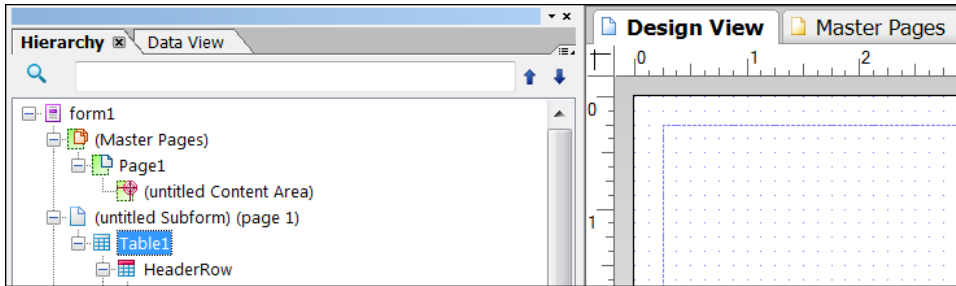 Hierarchy Data View
form1
(Master Pages)
Page1
(untitled Content Area)
(untitled Subform) (page 1)
Table1
HeaderRow
Design View Master Pages
0 1 2
0
1